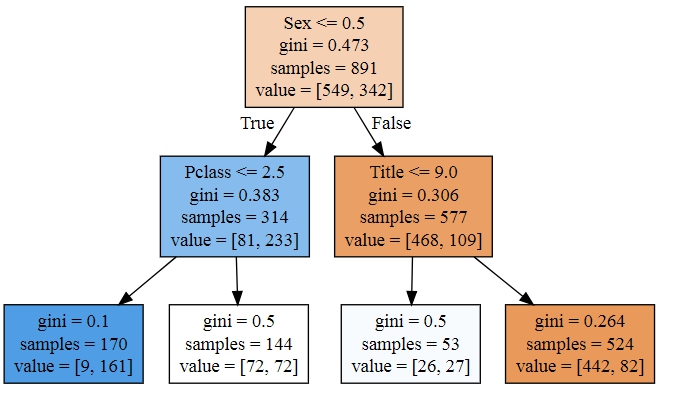 Sex <= 0.5
gini = 0.473
samples = 891
value = [549, 342]
True
False
Pclass <= 2.5
gini = 0.383
samples = 314
value = [81, 233]
Title <= 9.0
gini = 0.306
samples = 577
value = [468, 109]
gini = 0.1
samples = 170
value = [9, 161]
gini = 0.5
samples = 144
value = [72, 72]
gini = 0.5
samples = 53
value = [26, 27]
gini = 0.264
samples = 524
value = [442, 82]